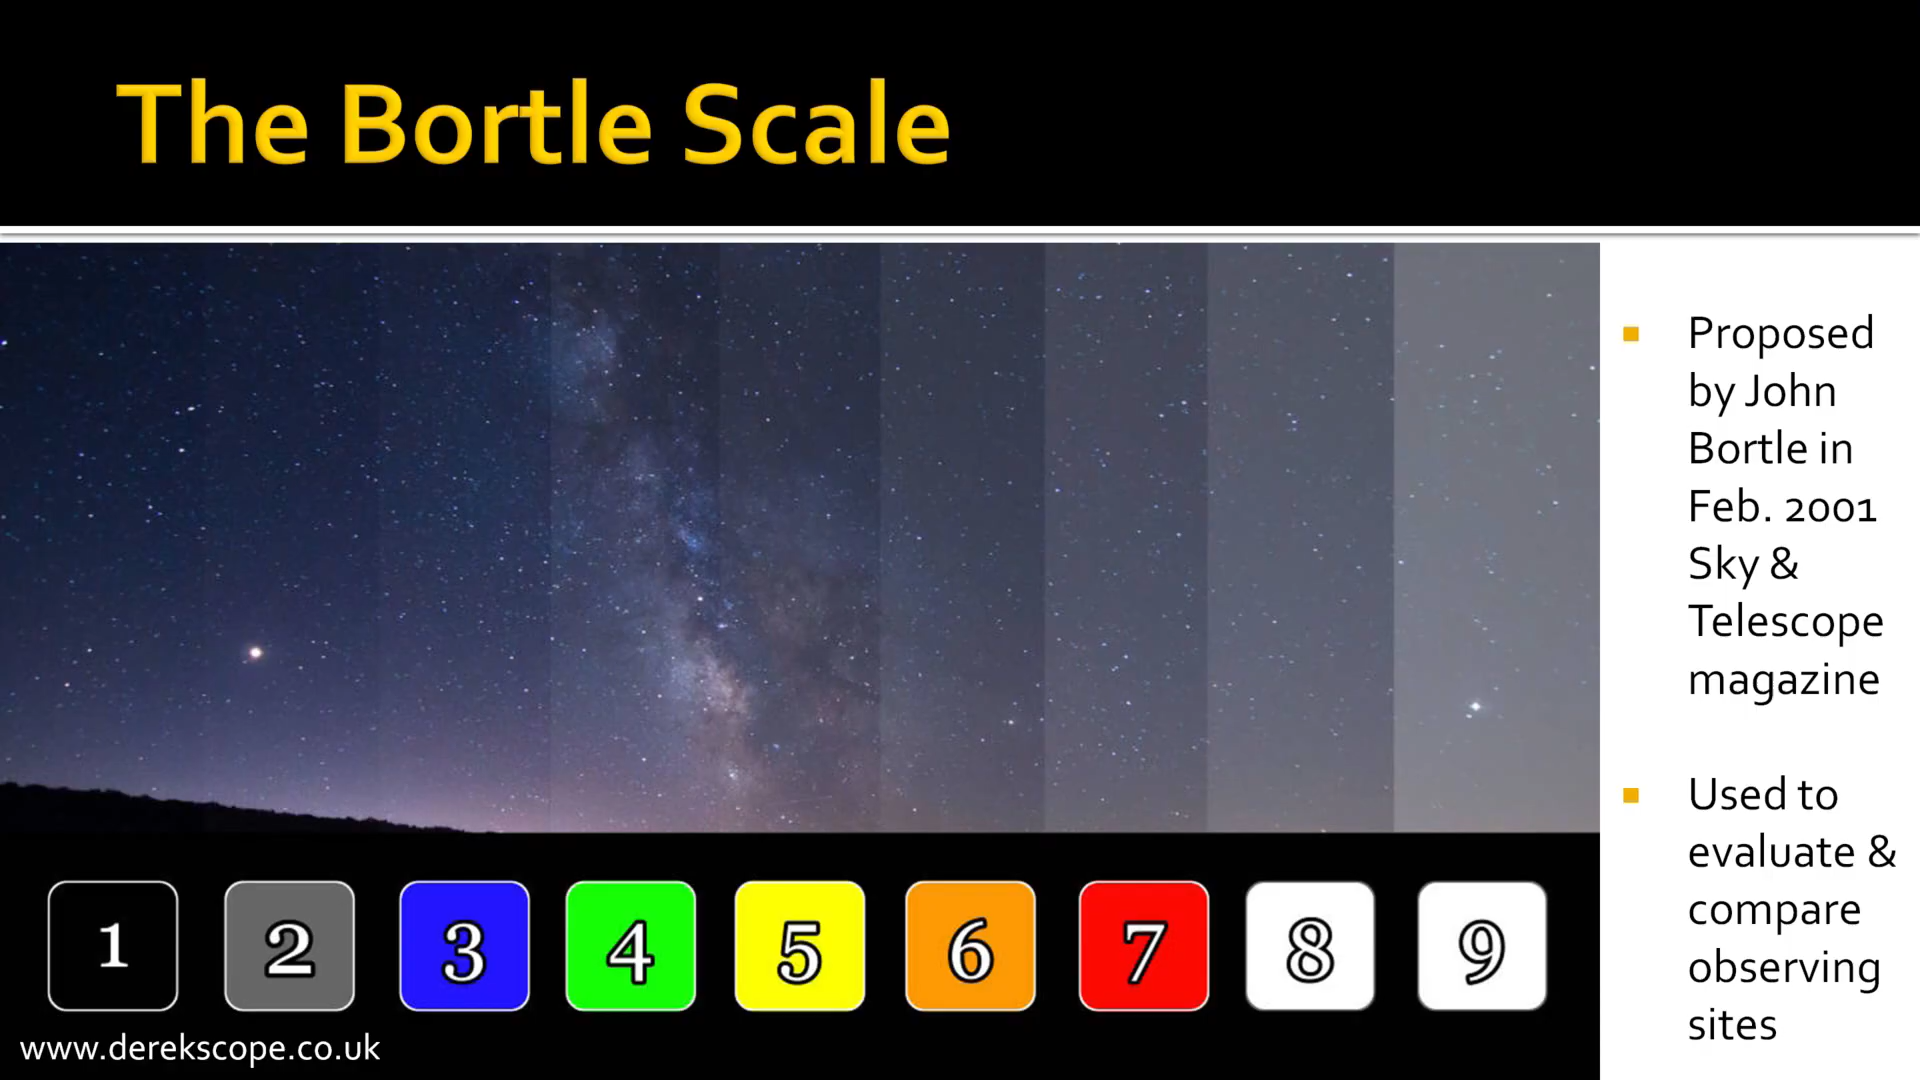 The Bortle Scale
Proposed
by John
Bortle in
Feb. 2001
Sky &
Telescope
magazine
Used to
evaluate &
compare
observing
sites
1 2 3 4 5 6 7 8 9
www.derekscope.co.uk